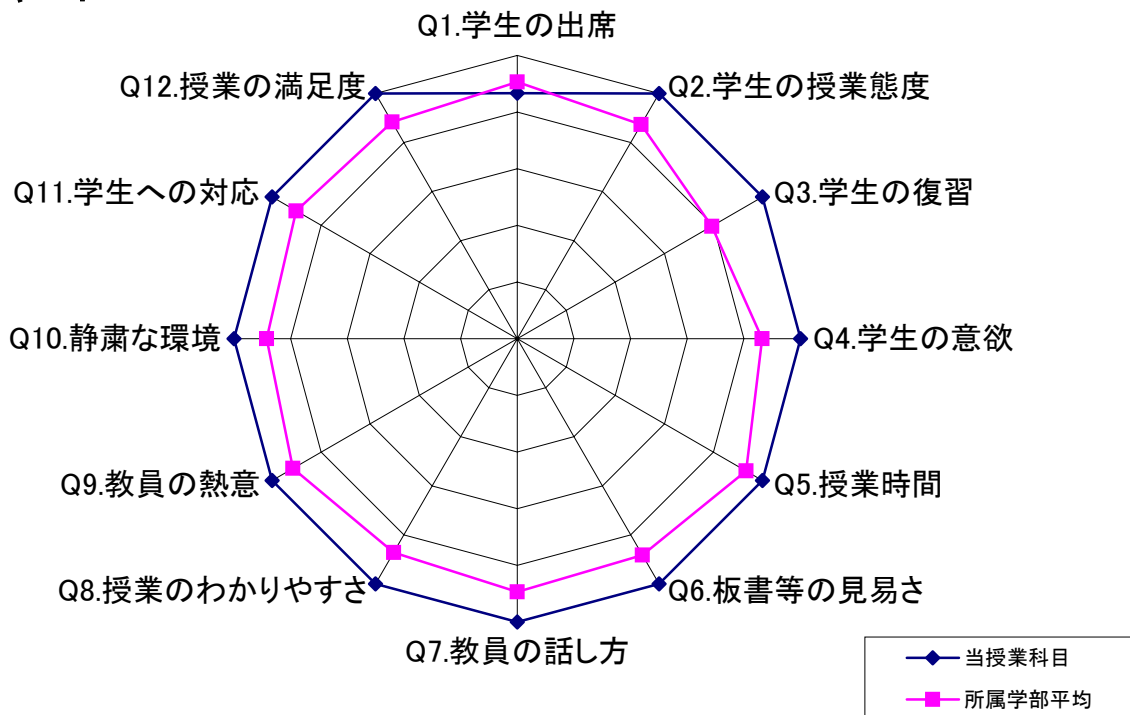 Q1.学生の出席
Q2.学生の授業態度
Q3.学生の復習
Q4.学生の意欲
Q5.授業時間
Q6.板書等の見易さ
Q7.教員の話し方
Q8.授業のわかりやすさ
Q9.教員の熱意
Q10.静粛な環境
Q11.学生への対応
Q12.授業の満足度
当授業科目
所属学部平均